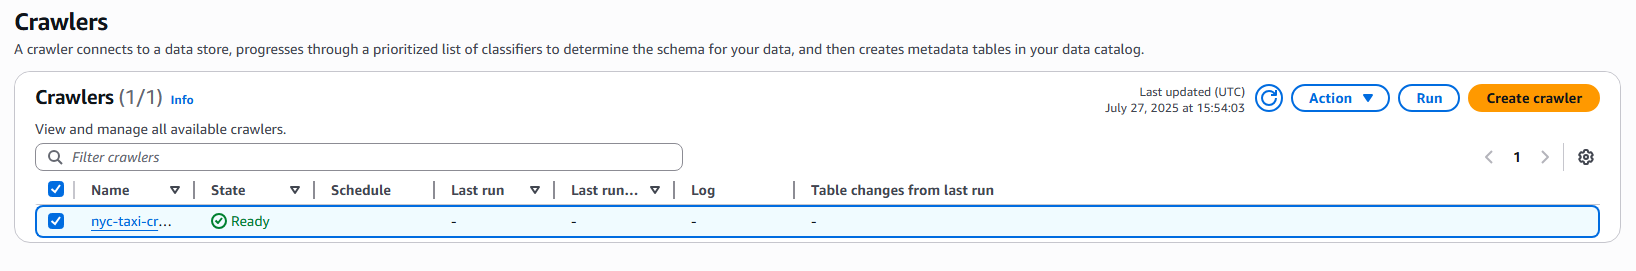 Crawlers
A crawler connects to a data store, progresses through a prioritized list of classifiers to determine the schema for your data, and then creates metadata tables in your data catalog.
Crawlers (1/1) Info
Last updated (UTC)
July 27, 2025 at 15:54:03
Action
Run
Create crawler
View and manage all available crawlers.
Filter crawlers
1
Name State Schedule Last run Last run... Log Table changes from last run
nyc-taxi-cr... Ready - - - -